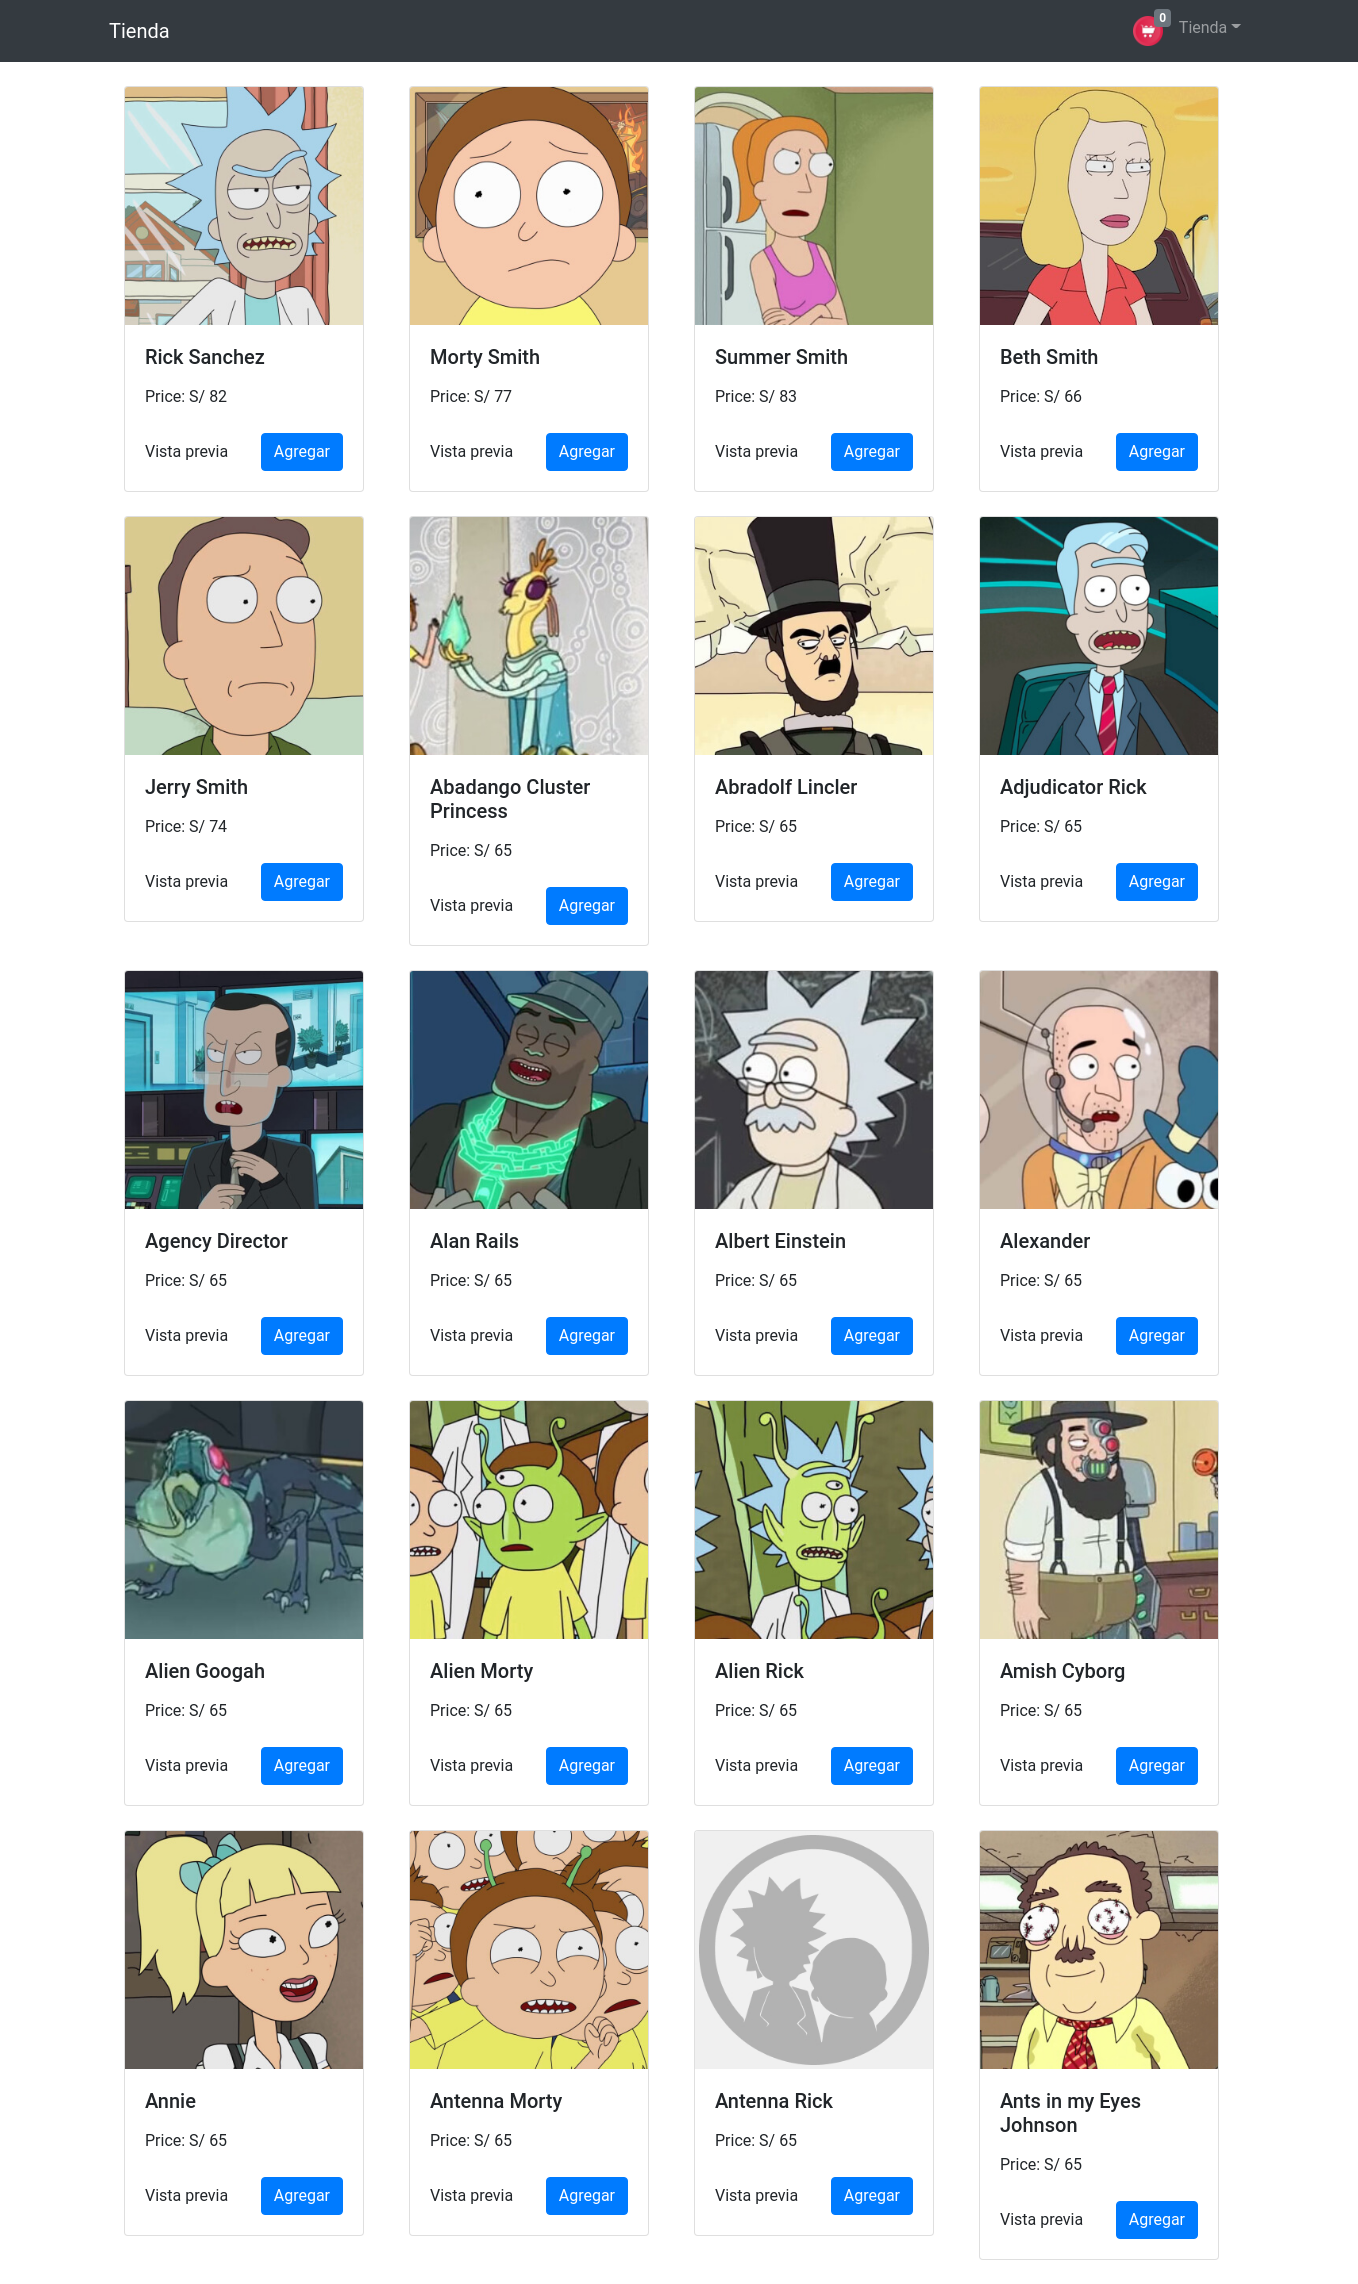 Tienda
0
Tienda
Rick Sanchez
Price: S/ 82
Vista previa
Agregar
Morty Smith
Price: S/ 77
Vista previa
Agregar
Summer Smith
Price: S/ 83
Vista previa
Agregar
Beth Smith
Price: S/ 66
Vista previa
Agregar
Jerry Smith
Price: S/ 74
Vista previa
Agregar
Abadango Cluster
Princess
Price: S/ 65
Vista previa
Agregar
Abradolf Lincler
Price: S/ 65
Vista previa
Agregar
Adjudicator Rick
Price: S/ 65
Vista previa
Agregar
Agency Director
Price: S/ 65
Vista previa
Agregar
Alan Rails
Price: S/ 65
Vista previa
Agregar
Albert Einstein
Price: S/ 65
Vista previa
Agregar
Alexander
Price: S/ 65
Vista previa
Agregar
Alien Googah
Price: S/ 65
Vista previa
Agregar
Alien Morty
Price: S/ 65
Vista previa
Agregar
Alien Rick
Price: S/ 65
Vista previa
Agregar
Amish Cyborg
Price: S/ 65
Vista previa
Agregar
Annie
Price: S/ 65
Vista previa
Agregar
Antenna Morty
Price: S/ 65
Vista previa
Agregar
Antenna Rick
Price: S/ 65
Vista previa
Agregar
Ants in my Eyes
Johnson
Price: S/ 65
Vista previa
Agregar